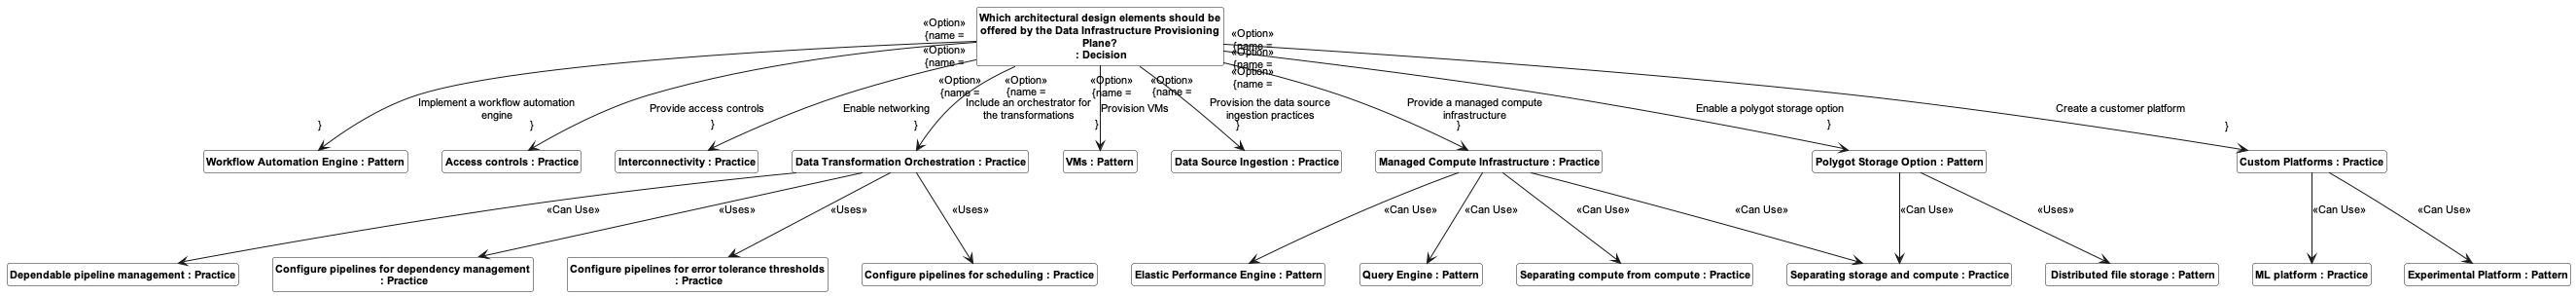 Which architectural design elements should be
offered by the Data Infrastructure Provisioning
Plane?
: Decision
«Option»
{name =
Implement a workflow automation
engine
}
«Option»
{name =
Provide access controls
}
«Option»
{name =
Enable networking
}
«Option»
{name =
Include an orchestrator for
the transformations
}
«Option»
{name =
Provision VMs
}
«Option»
{name =
Provision the data source
ingestion practices
}
«Option»
{name =
Provide a managed compute
infrastructure
}
«Option»
{name =
Enable a polygot storage option
}
«Option»
{name =
Create a customer platform
}
Workflow Automation Engine : Pattern
Access controls : Practice
Interconnectivity : Practice
Data Transformation Orchestration : Practice
VMs : Pattern
Data Source Ingestion : Practice
Managed Compute Infrastructure : Practice
Polygot Storage Option : Pattern
Custom Platforms : Practice
«Can Use»
«Uses»
«Uses»
«Uses»
«Can Use»
«Can Use»
«Can Use»
«Can Use»
«Can Use»
«Uses»
«Can Use»
«Can Use»
Dependable pipeline management : Practice
Configure pipelines for dependency management
: Practice
Configure pipelines for error tolerance thresholds
: Practice
Configure pipelines for scheduling : Practice
Elastic Performance Engine : Pattern
Query Engine : Pattern
Separating compute from compute : Practice
Separating storage and compute : Practice
Distributed file storage : Pattern
ML platform : Practice
Experimental Platform : Pattern